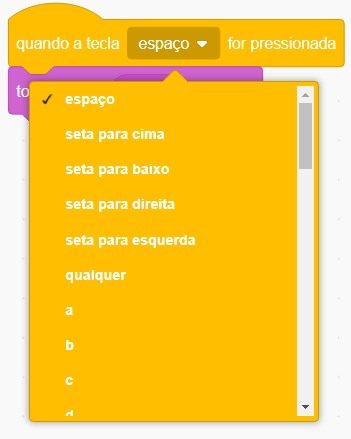 quando a tecla espaço for pressionada
to
espaço
seta para cima
seta para baixo
seta para direita
seta para esquerda
qualquer
a
b
c
d